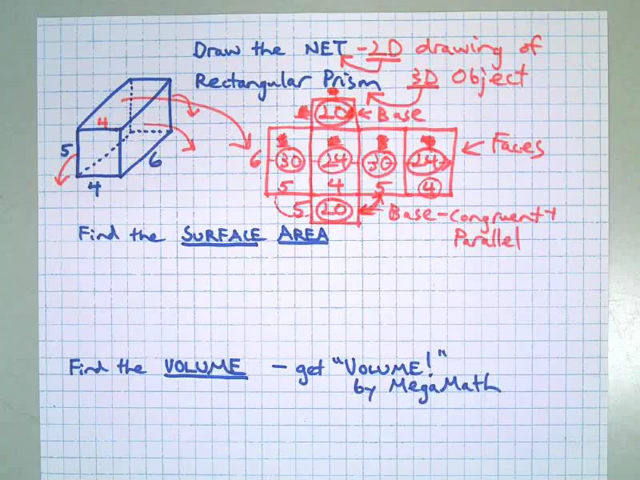 Draw the NET - 2D drawing of
Rectangular Prism 3D Object
20 Base
4
5 6
4
6 30 24 30 24 Faces
5 4 5 4
5 20 Base-congruent +
Parallel
Find the SURFACE AREA
Find the VOLUME - get "VOLUME!"
by MegaMath